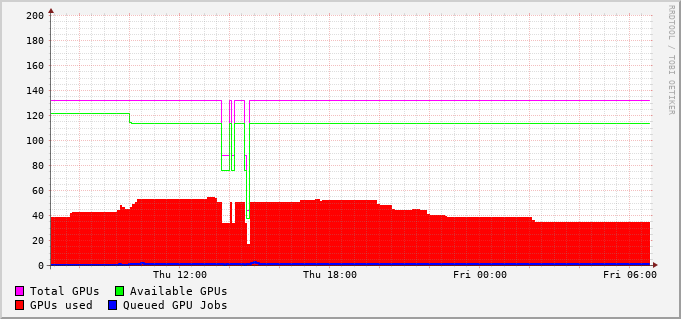 200
180
160
140
120
100
80
60
40
20
0
Thu 12:00 Thu 18:00 Fri 00:00 Fri 06:00
Total GPUs Available GPUs
GPUs used Queued GPU Jobs
RRDTOOL / TOBI OETIKER